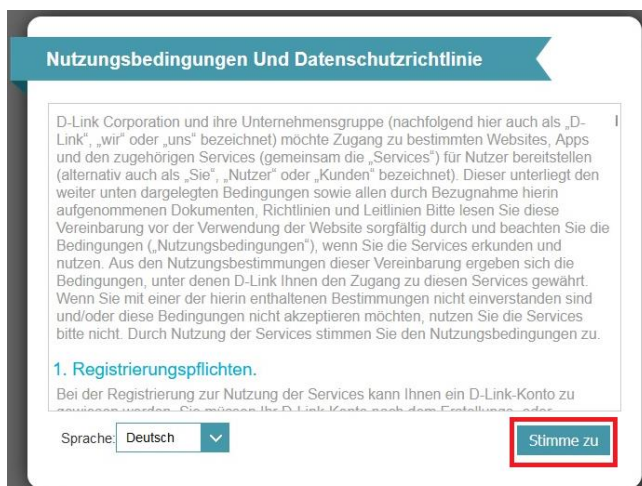 Nutzungsbedingungen Und Datenschutzrichtlinie
D-Link Corporation und ihre Unternehmensgruppe (nachfolgend hier auch als „D-
Link“, „wir“ oder „uns“ bezeichnet) möchte Zugang zu bestimmten Websites, Apps
und den zugehörigen Services (gemeinsam die „Services“) für Nutzer bereitstellen
(alternativ auch als „Sie“, „Nutzer“ oder „Kunden“ bezeichnet). Dieser unterliegt den
weiter unten dargelegten Bedingungen sowie allen durch Bezugnahme hierin
aufgenommenen Dokumenten, Richtlinien und Leitlinien Bitte lesen Sie diese
Vereinbarung vor der Verwendung der Website sorgfältig durch und beachten Sie die
Bedingungen („Nutzungsbedingungen“), wenn Sie die Services erkunden und
nutzen. Aus den Nutzungsbestimmungen dieser Vereinbarung ergeben sich die
Bedingungen, unter denen D-Link Ihnen den Zugang zu diesen Services gewährt.
Wenn Sie mit einer der hierin enthaltenen Bestimmungen nicht einverstanden sind
und/oder diese Bedingungen nicht akzeptieren möchten, nutzen Sie die Services
bitte nicht. Durch Nutzung der Services stimmen Sie den Nutzungsbedingungen zu.
1. Registrierungspflichten.
Bei der Registrierung zur Nutzung der Services kann Ihnen ein D-Link-Konto zu
Sprache: Deutsch
Stimme zu